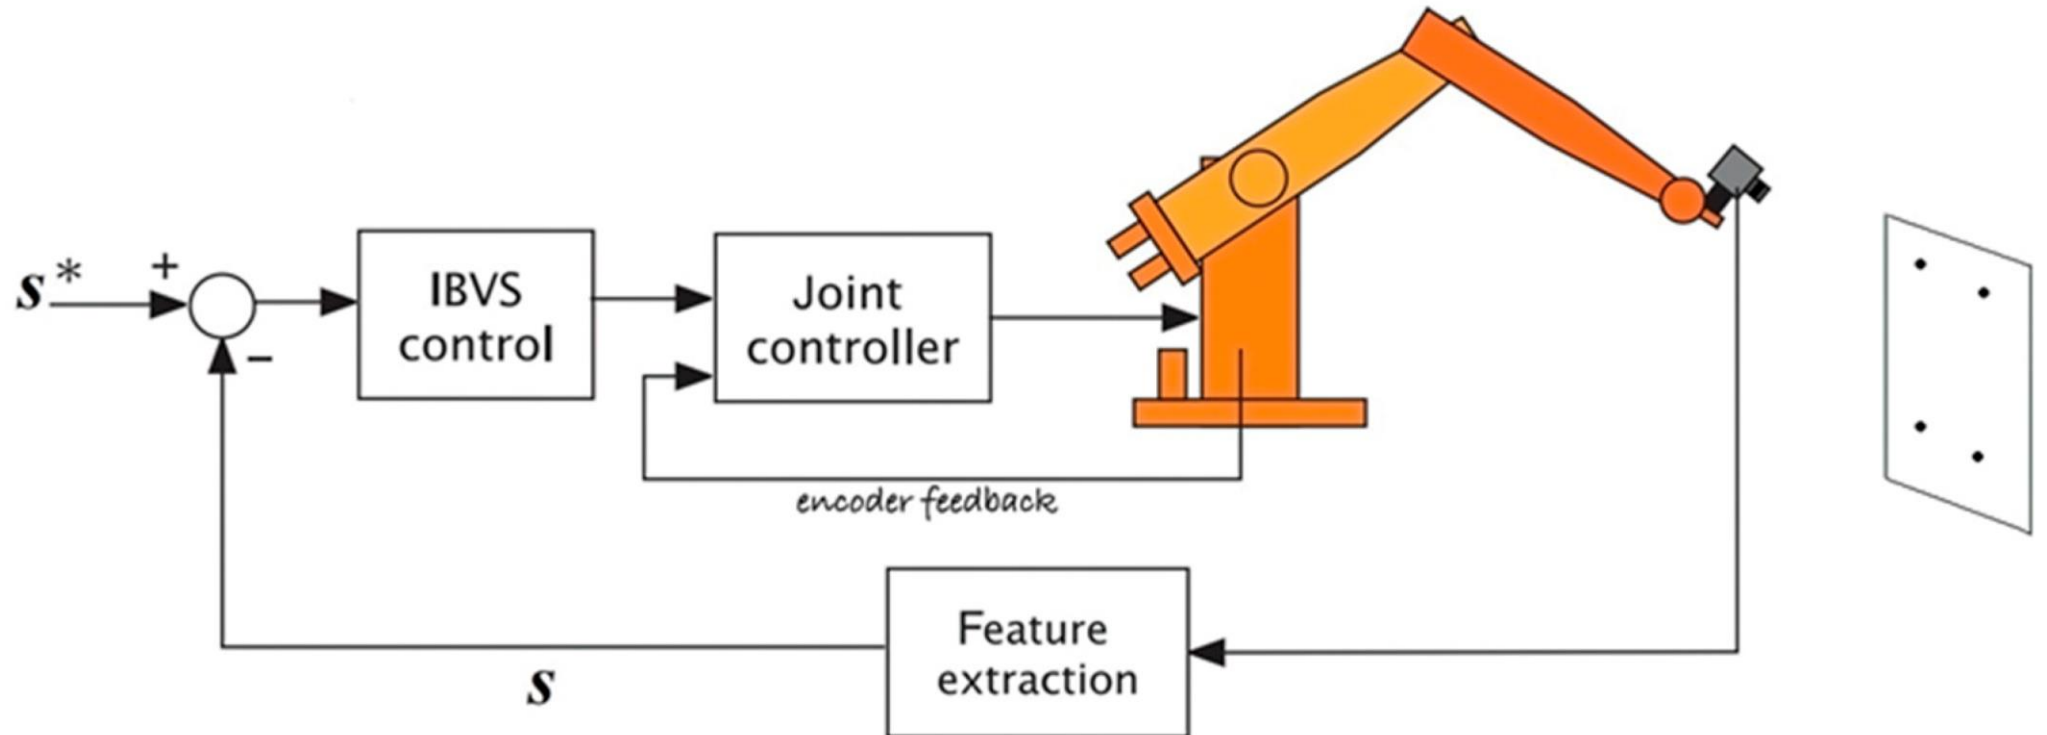 s*
+
−
IBVS
control
Joint
controller
encoder feedback
Feature
extraction
s